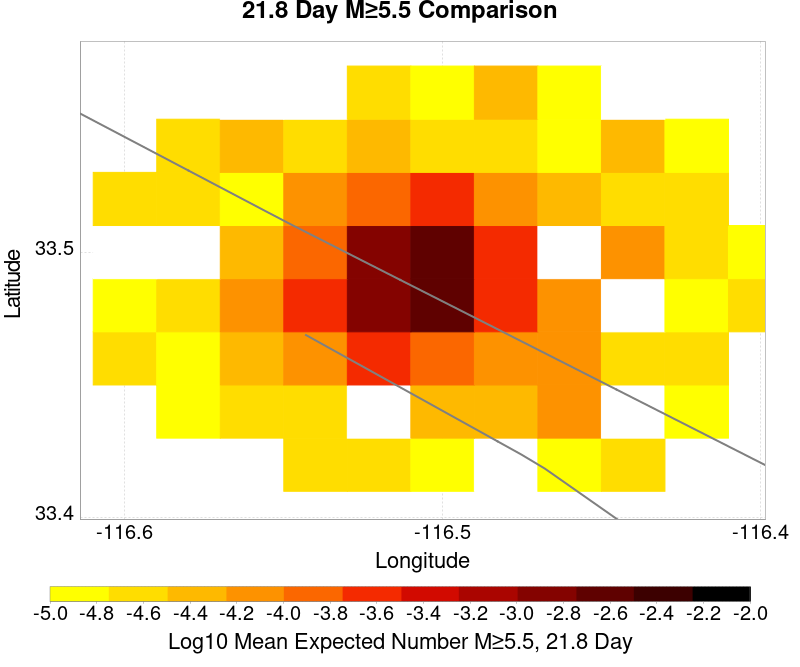 21.8 Day M≥5.5 Comparison
Latitude
33.5
33.4
-116.6 -116.5 -116.4
Longitude
-5.0 -4.8 -4.6 -4.4 -4.2 -4.0 -3.8 -3.6 -3.4 -3.2 -3.0 -2.8 -2.6 -2.4 -2.2 -2.0
Log10 Mean Expected Number M≥5.5, 21.8 Day